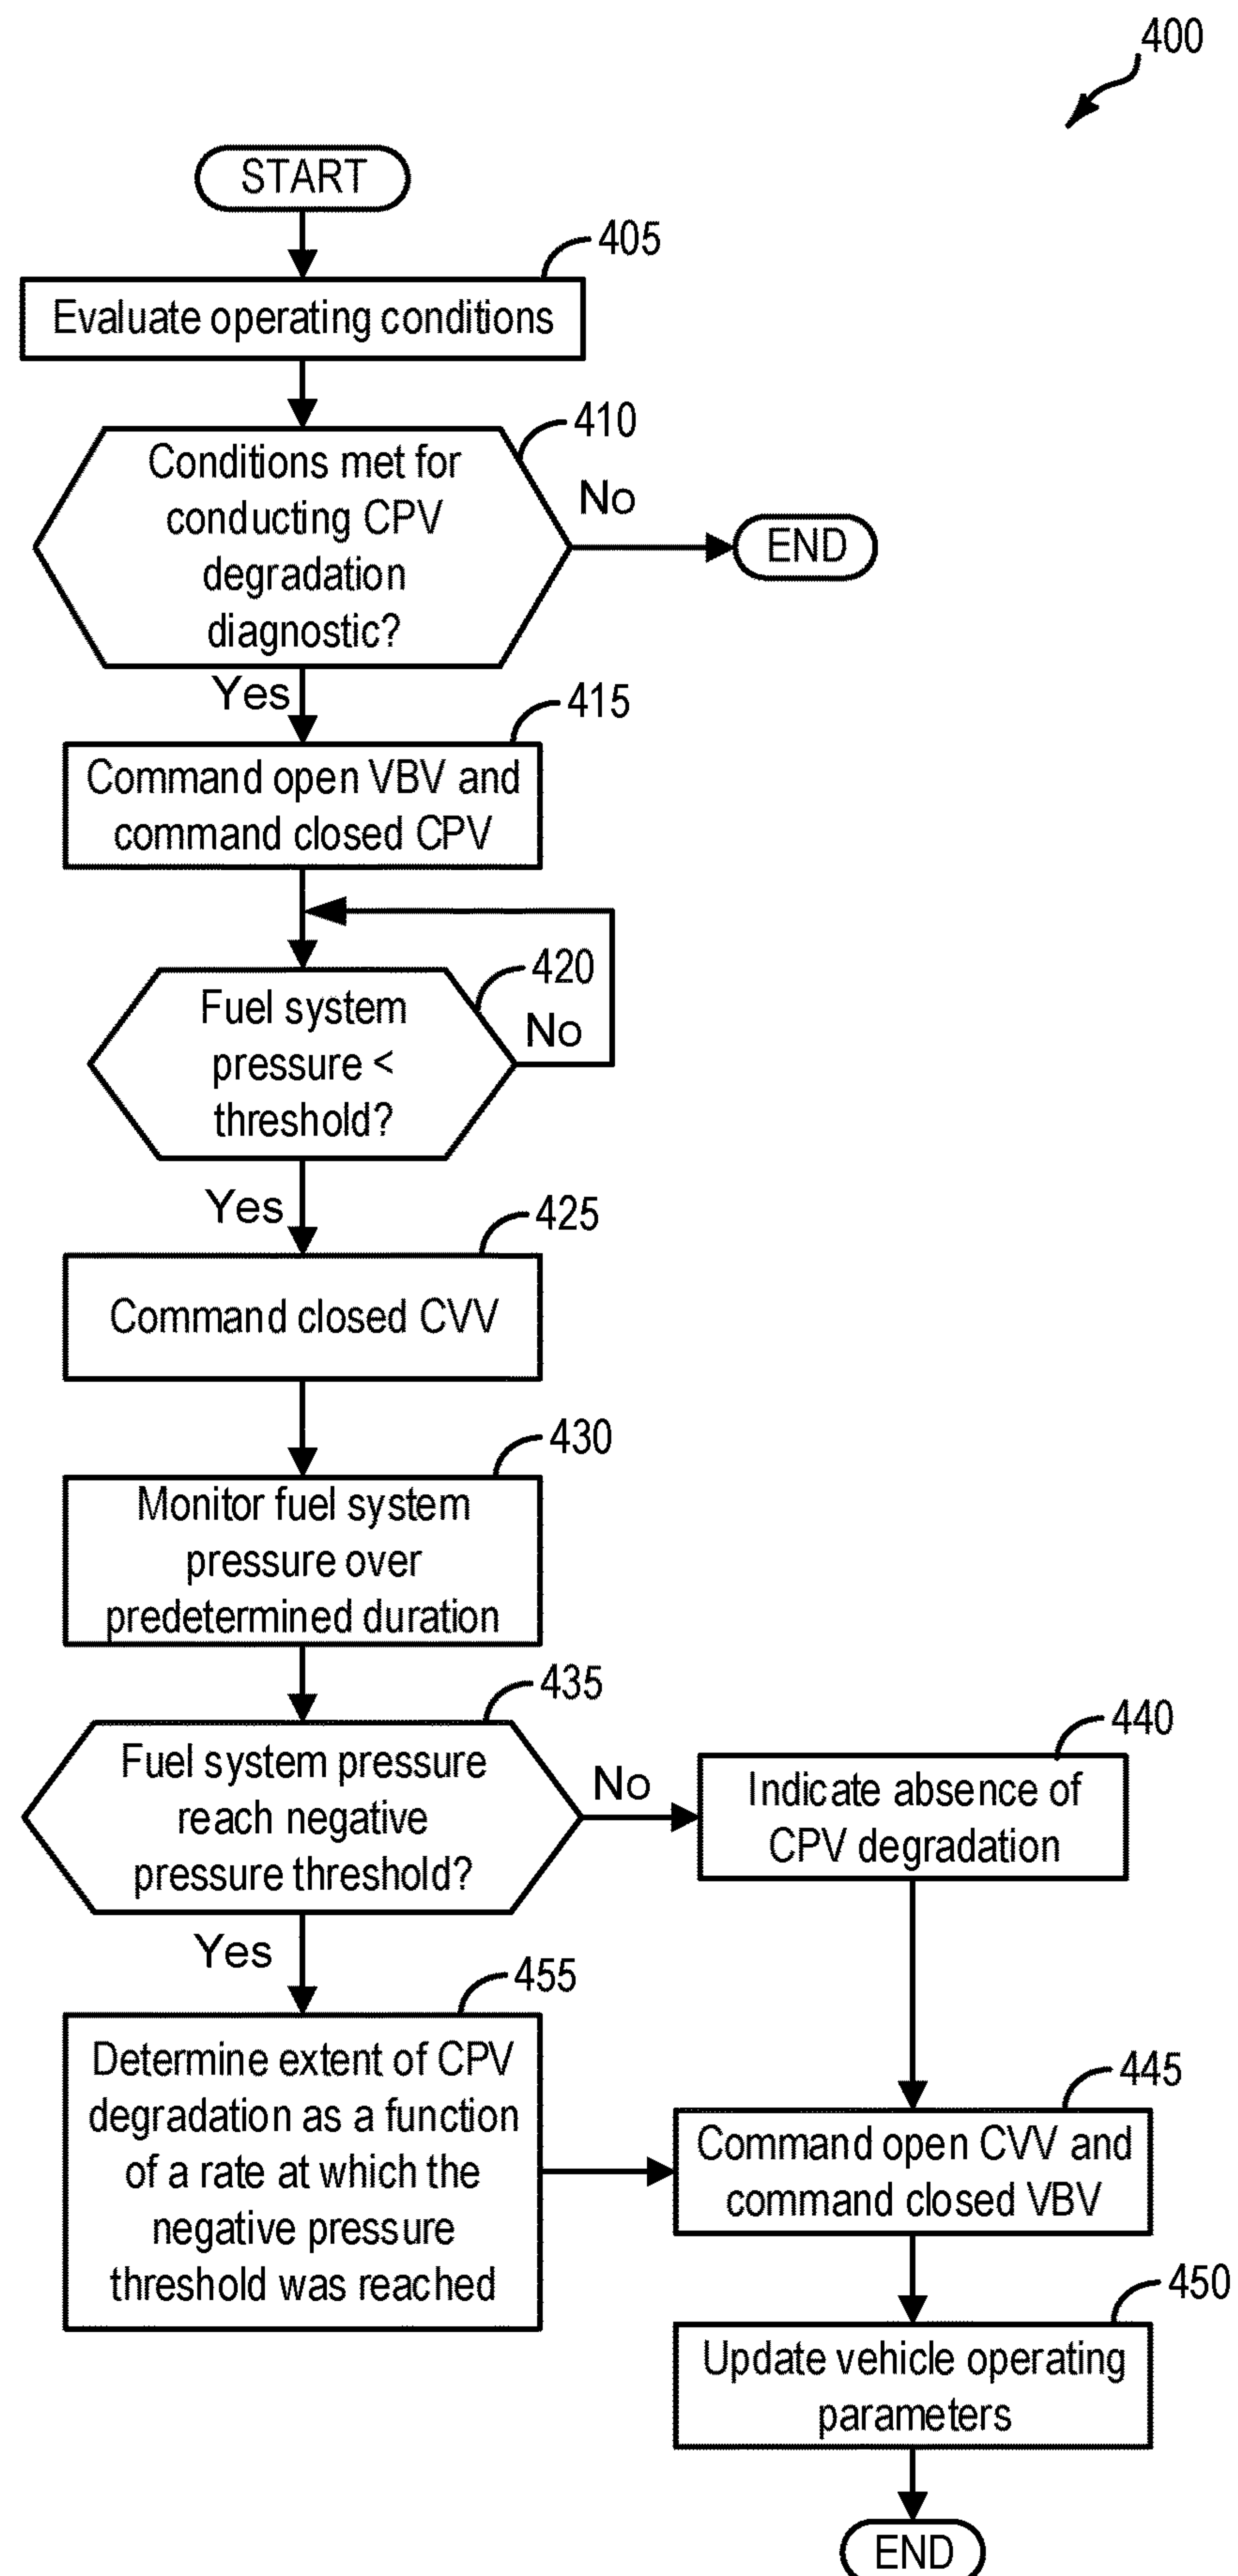 400
START
405
Evaluate operating conditions
410
Conditions met for
conducting CPV
degradation
diagnostic?
No
END
Yes
415
Command open VBV and
command closed CPV
420
Fuel system
pressure <
threshold?
No
Yes
425
Command closed CVV
430
Monitor fuel system
pressure over
predetermined duration
435
Fuel system pressure
reach negative
pressure threshold?
No
440
Indicate absence of
CPV degradation
Yes
455
Determine extent of CPV
degradation as a function
of a rate at which the
negative pressure
threshold was reached
445
Command open CVV and
command closed VBV
450
Update vehicle operating
parameters
END